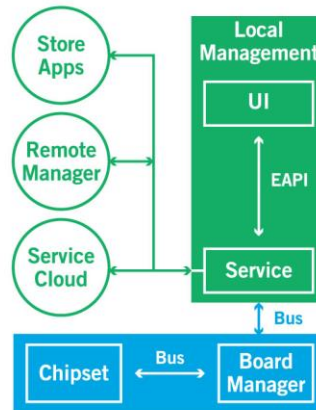 Store
Apps
Remote
Manager
Service
Cloud
Local
Management
UI
EAPI
Service
Bus
Chipset
Bus
Board
Manager